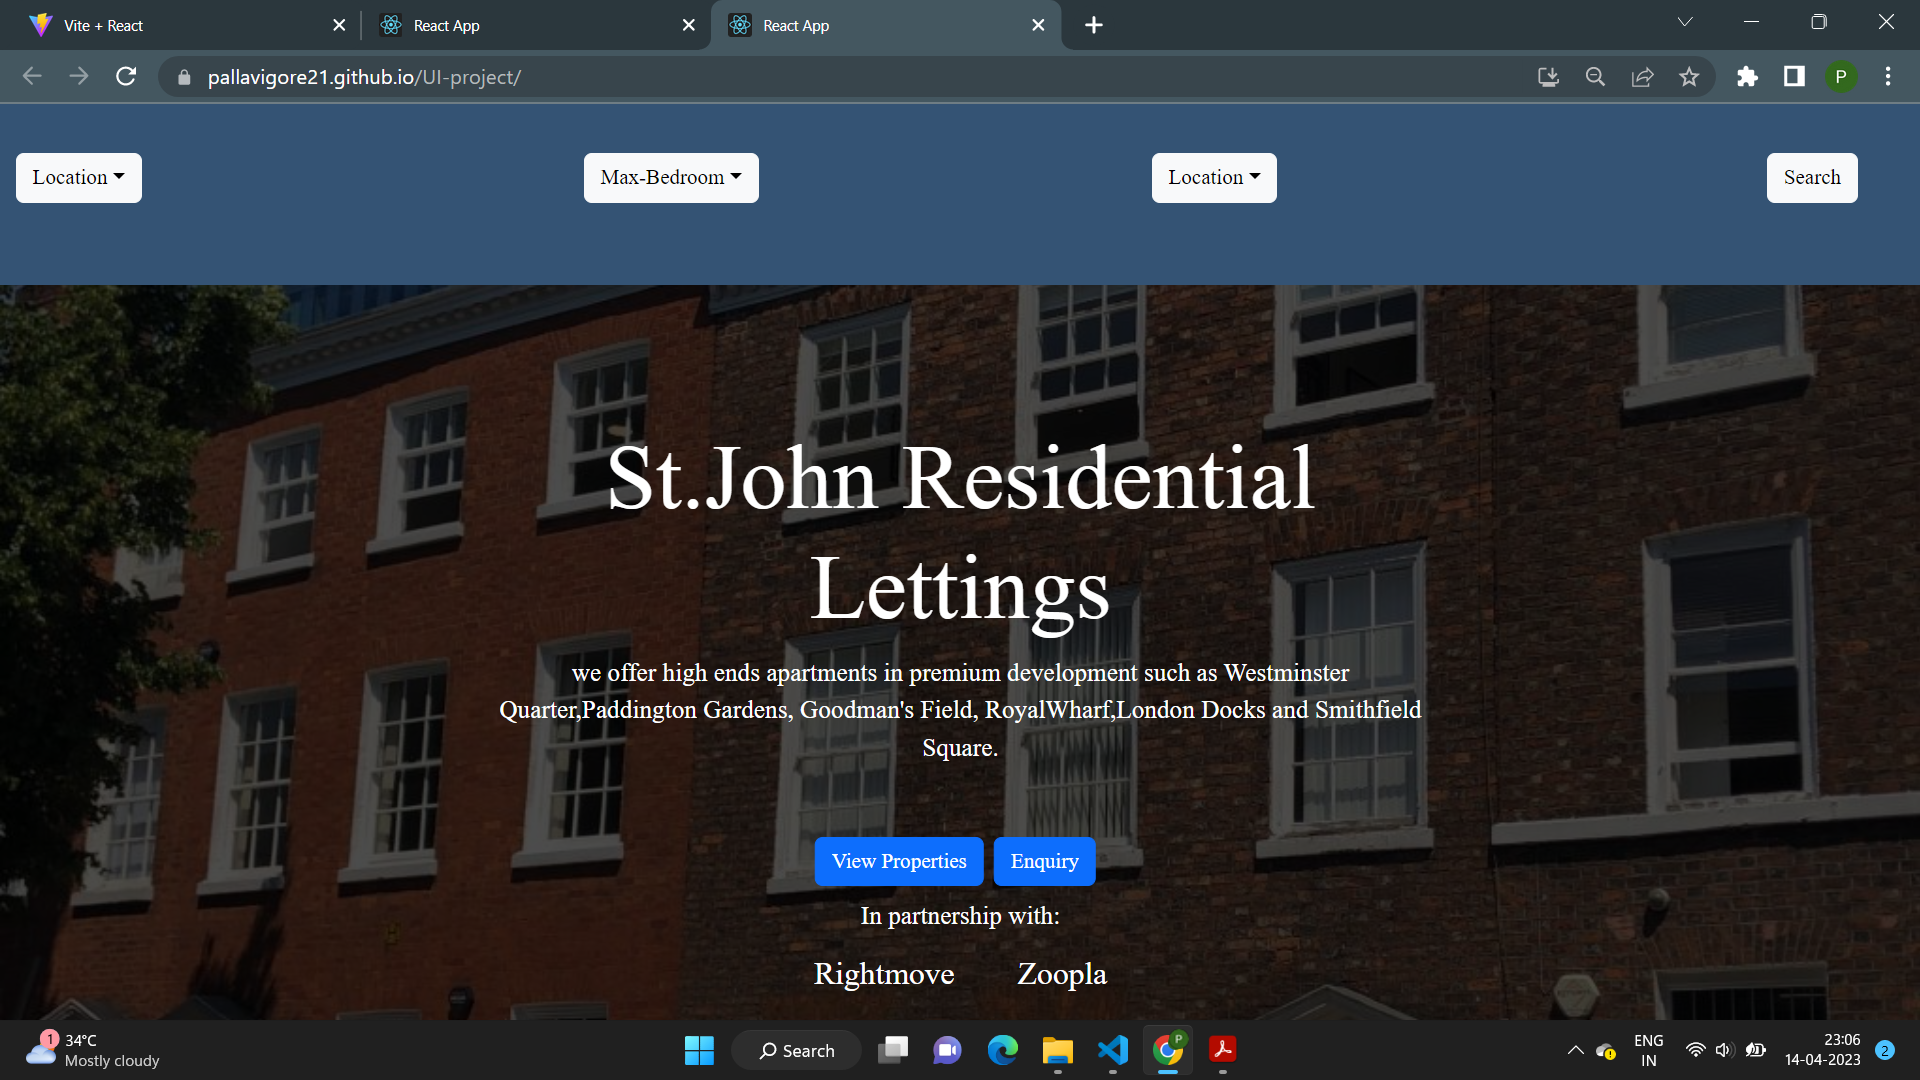 Vite + React
React App
React App
pallavigore21.github.io/UI-project/
P
Location
Max-Bedroom
Location
Search
St.John Residential
Lettings
we offer high ends apartments in premium development such as Westminster
Quarter,Paddington Gardens, Goodman's Field, RoyalWharf,London Docks and Smithfield
Square.
View Properties
Enquiry
In partnership with:
Rightmove
Zoopla
1
34°C
Mostly cloudy
Search
P
ENG
IN
23:06
14-04-2023
2